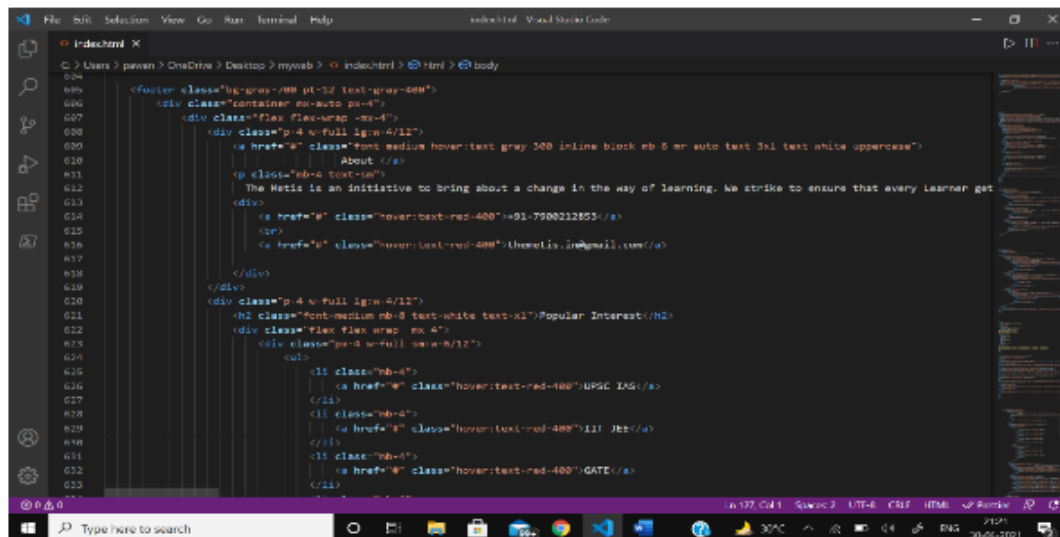 File Edit Selection View Go Run Terminal Help index.html Visual Studio Code
index.html
C: > Users > pawan > OneDrive > Desktop > myweb > index.html > html > body
604
605 <footer class="bg-gray-700 pt-12 text-gray-400">
606 <div class="container mx-auto px-4">
607 <div class="flex flex-wrap -mx-4">
608 <div class="p-4 w-full lg:w-4/12">
609 <a href="#" class="font medium hover:text gray 300 inline block mb 6 mr auto text 3xl text white uppercase">
610 About </a>
611 <p class="mb-4 text-sm">
612 The Metis is an initiative to bring about a change in the way of learning. We strike to ensure that every Learner get
613 <div>
614 <a href="#" class="hover:text-red-400">+91-7900212853</a>
615 <br>
616 <a href="#" class="hover:text-red-400">themetis.in@gmail.com</a>
617
618 </div>
619 </div>
620 <div class="p-4 w-full lg:w-4/12">
621 <h2 class="font-medium mb-8 text-white text-xl">Popular Interest</h2>
622 <div class="flex flex wrap mx 4">
623 <div class="px-4 w-full sm:w-6/12">
624 <ul>
625 <li class="mb-4">
626 <a href="#" class="hover:text-red-400">UPSC IAS</a>
627 </li>
628 <li class="mb-4">
629 <a href="#" class="hover:text-red-400">IIT JEE</a>
630 </li>
631 <li class="mb-4">
632 <a href="#" class="hover:text-red-400">GATE</a>
633 </li>
0 0 Ln 127, Col 1 Spaces: 2 UTF-8 CRLF HTML Prettier
Type here to search 99+ 30°C ENG 2121
30-06-2021